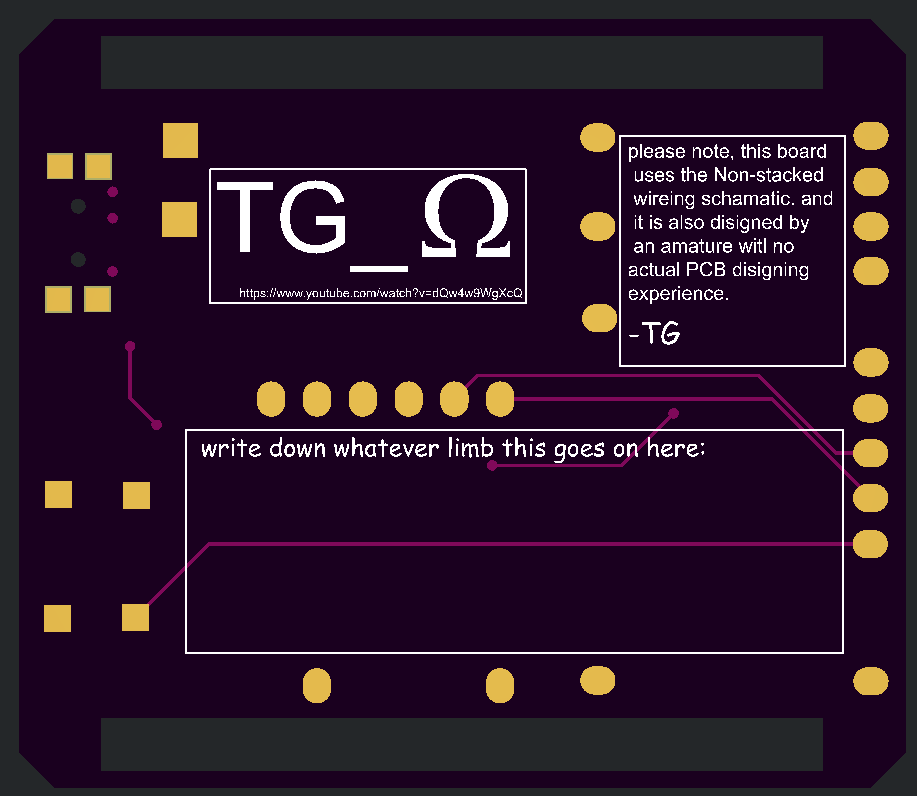 TG_Ω
https://www.youtube.com/watch?v=dQw4w9WgXcQ
please note, this board
uses the Non-stacked
wireing schamatic. and
it is also disigned by
an amature witl no
actual PCB disigning
experience.
-TG
write down whatever limb this goes on here: